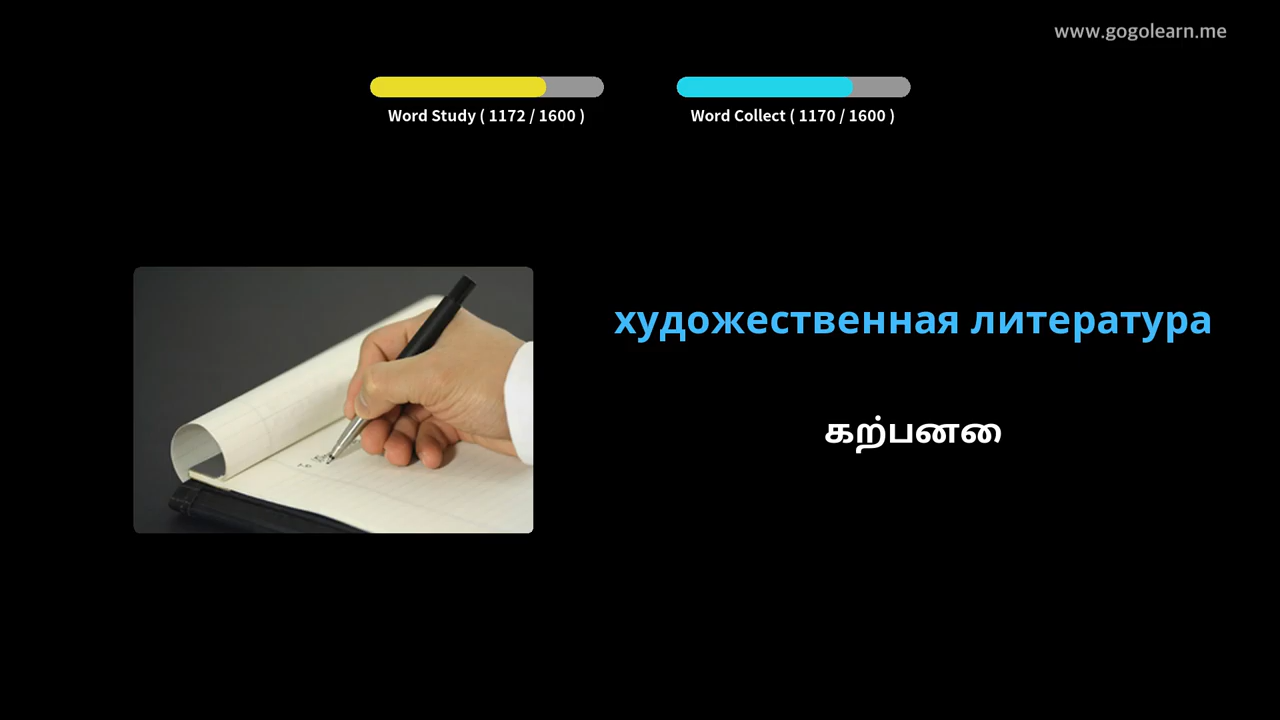 www.gogolearn.me
Word Study ( 1172 / 1600 )
Word Collect ( 1170 / 1600 )
художественная литература
கற்பனை